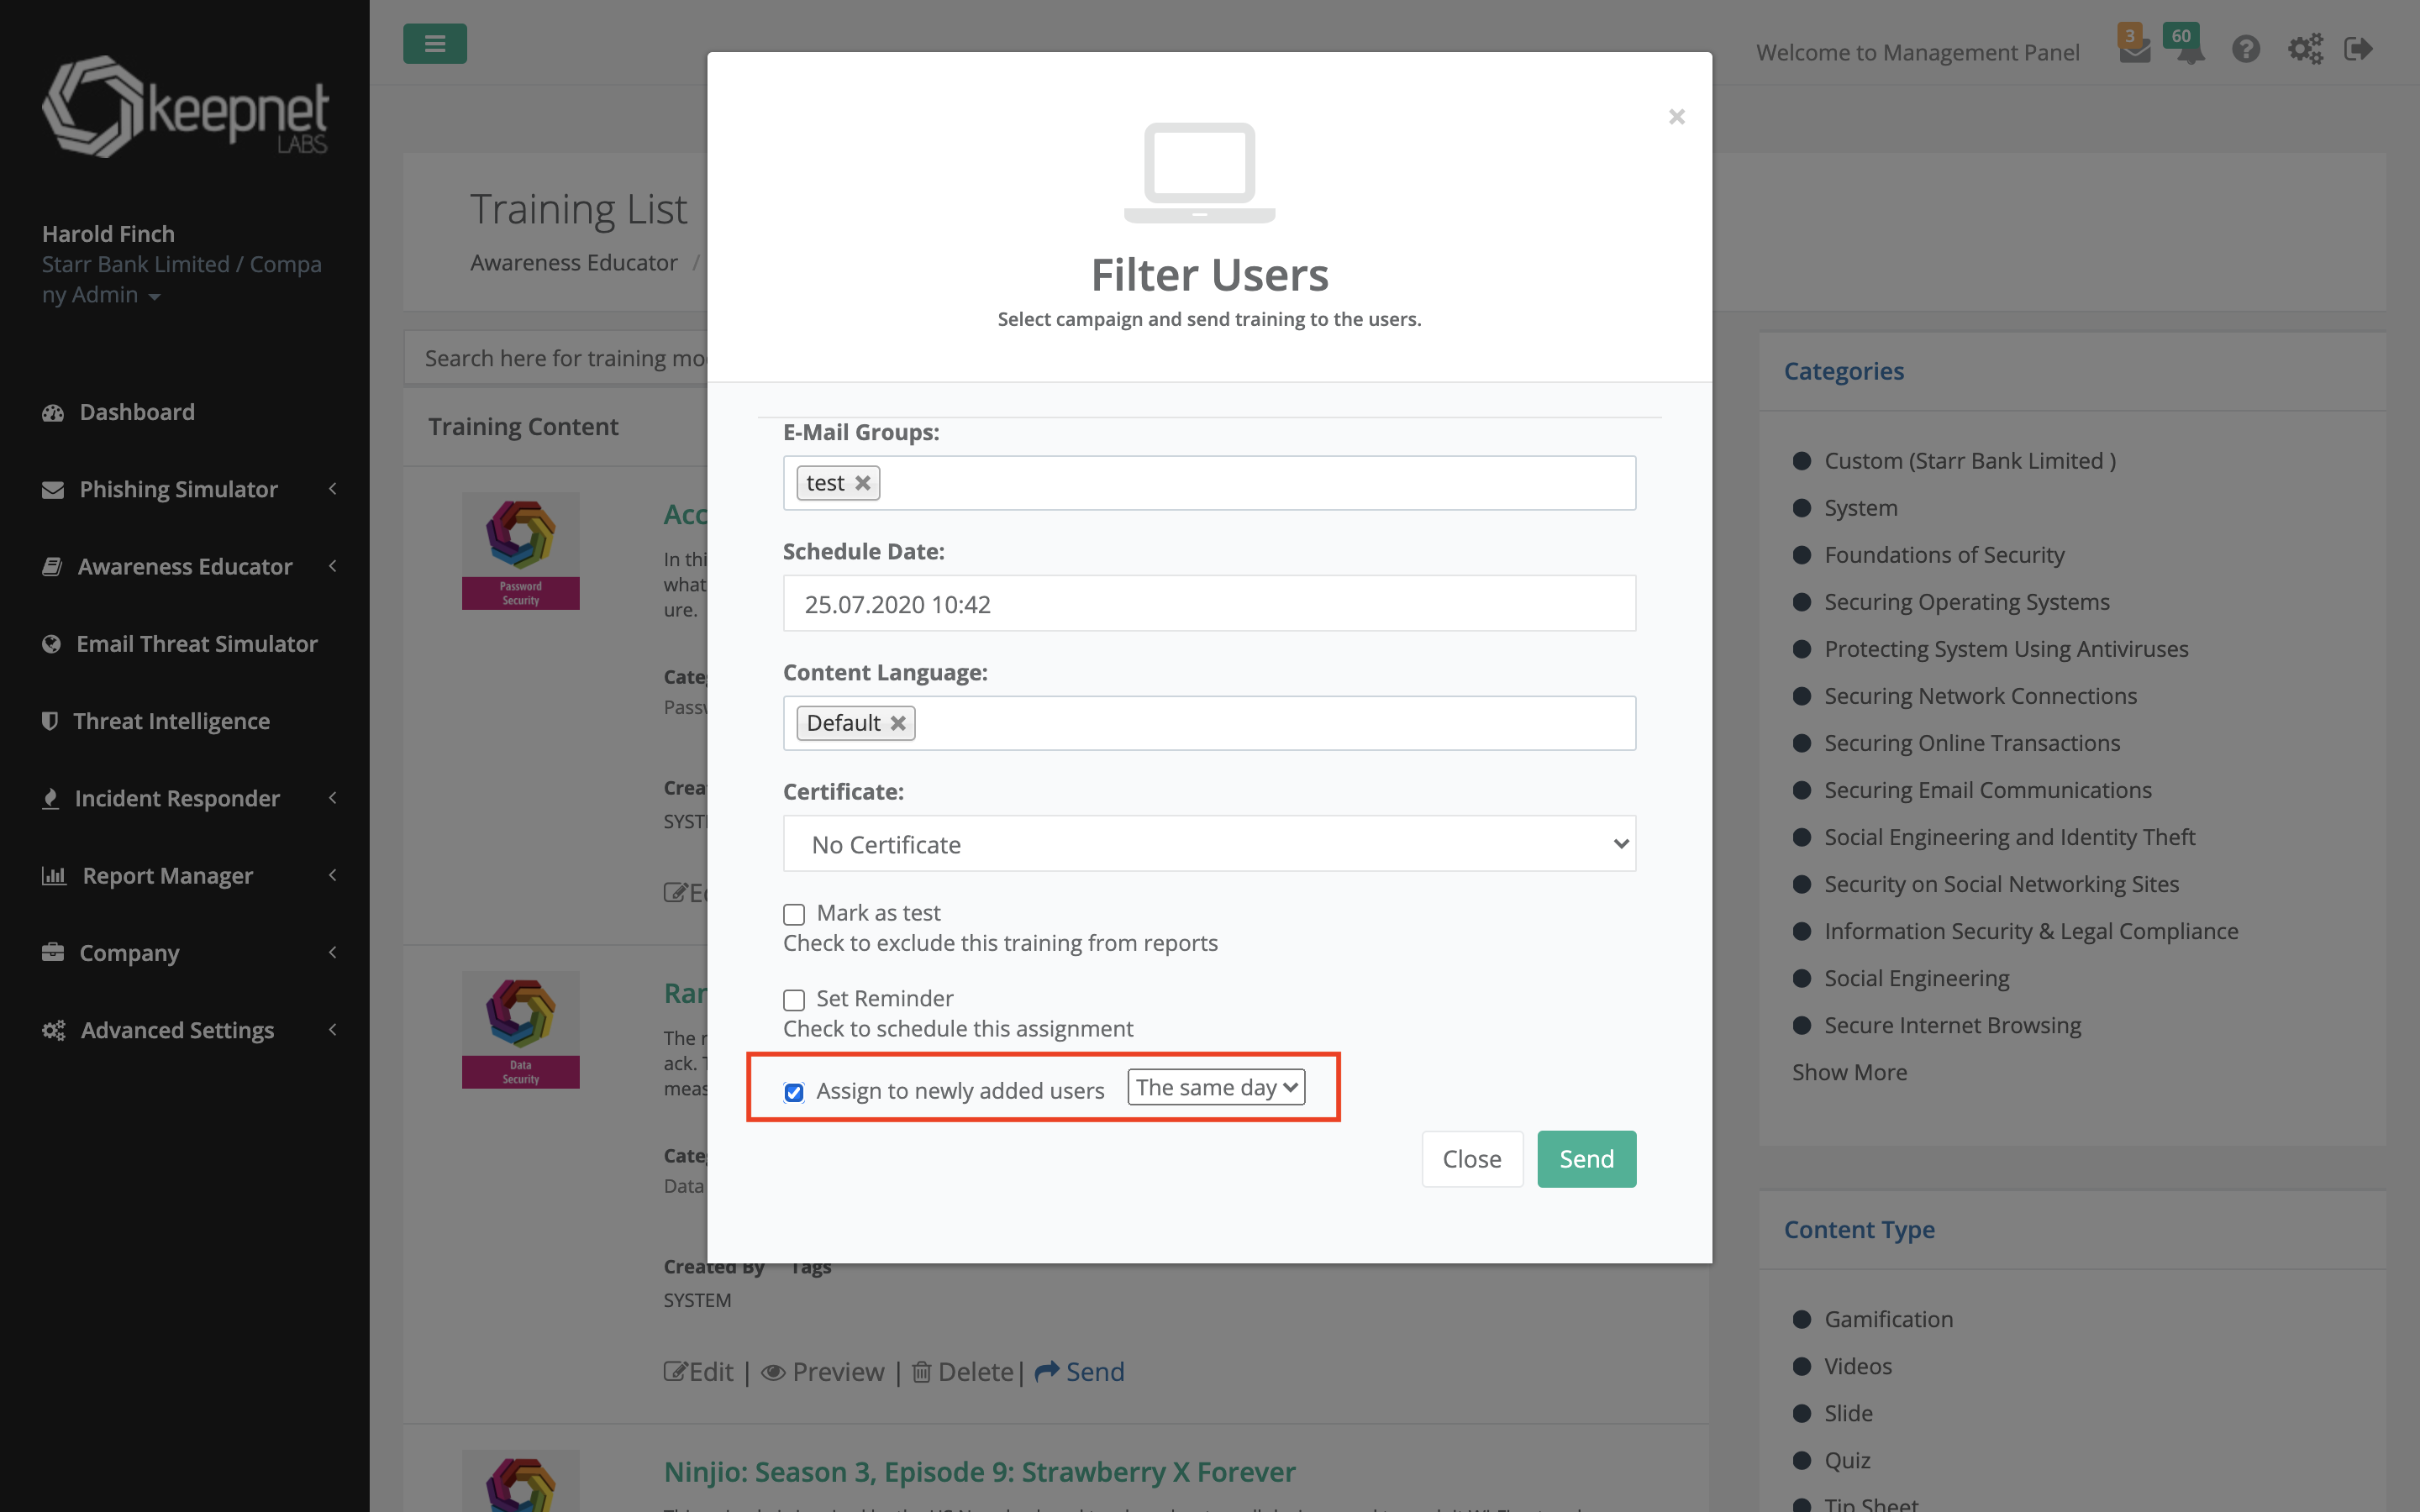 keepnet
LABS
Harold Finch
Starr Bank Limited / Compa
ny Admin
Dashboard
Phishing Simulator
Awareness Educator
Email Threat Simulator
Threat Intelligence
Incident Responder
Report Manager
Company
Advanced Settings
Welcome to Management Panel
3
60
Training List
Awareness Educator /
Search here for training mo
Training Content
Password
Security
Acc
In thi
what
ure.
Cate
Passv
Crea
SYST
Data
Security
Ran
The r
ack. T
meas
Cate
Data
Created By Tags
SYSTEM
Edit | Preview | Delete | Send
Ninjio: Season 3, Episode 9: Strawberry X Forever
×
Filter Users
Select campaign and send training to the users.
E-Mail Groups:
test
Schedule Date:
25.07.2020 10:42
Content Language:
Default
Certificate:
No Certificate
Mark as test
Check to exclude this training from reports
Set Reminder
Check to schedule this assignment
Assign to newly added users The same day
Close Send
Categories
Custom (Starr Bank Limited )
System
Foundations of Security
Securing Operating Systems
Protecting System Using Antiviruses
Securing Network Connections
Securing Online Transactions
Securing Email Communications
Social Engineering and Identity Theft
Security on Social Networking Sites
Information Security & Legal Compliance
Social Engineering
Secure Internet Browsing
Show More
Content Type
Gamification
Videos
Slide
Quiz
Tip Sheet